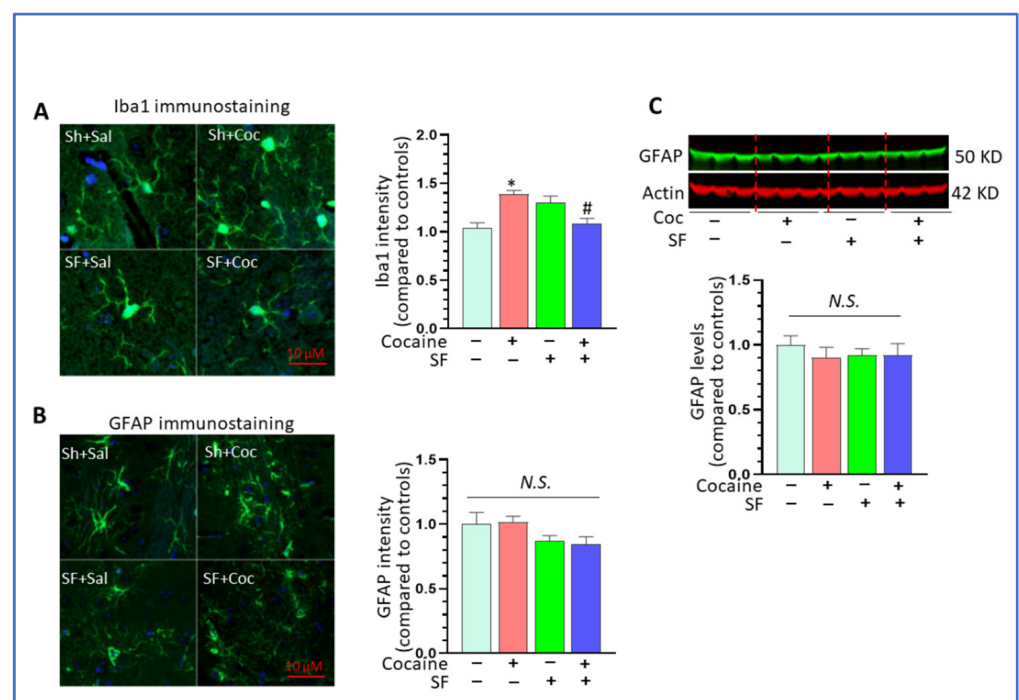 A
Iba1 immunostaining
Sh+Sal
Sh+Coc
SF+Sal
SF+Coc
10 µM
Iba1 intensity
(compared to controls)
2.0
1.5
1.0
0.5
0.0
*
#
Cocaine – + – +
SF – – + +
B
GFAP immunostaining
Sh+Sal
Sh+Coc
SF+Sal
SF+Coc
10 µM
GFAP intensity
(compared to controls)
1.5
1.0
0.5
0.0
N.S.
Cocaine – + – +
SF – – + +
C
GFAP 50 KD
Actin 42 KD
Coc – + – +
SF – – + +
GFAP levels
(compared to controls)
1.5
1.0
0.5
0.0
N.S.
Cocaine – + – +
SF – – + +